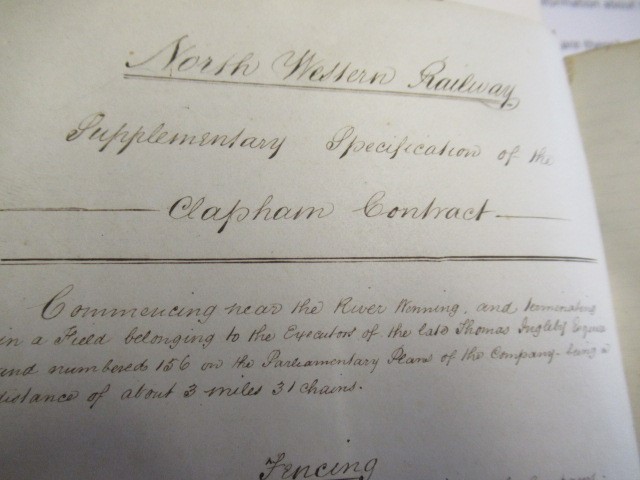 North Western Railway
Supplementary Specification of the
Clapham Contract
Commencing near the River Wenning, and terminating
in a Field belonging to the Executors of the late Thomas Ingleby Esquire
and numbered 156 on the Parliamentary Plans of the Company - being a
distance of about 3 miles 31 chains.
Fencing